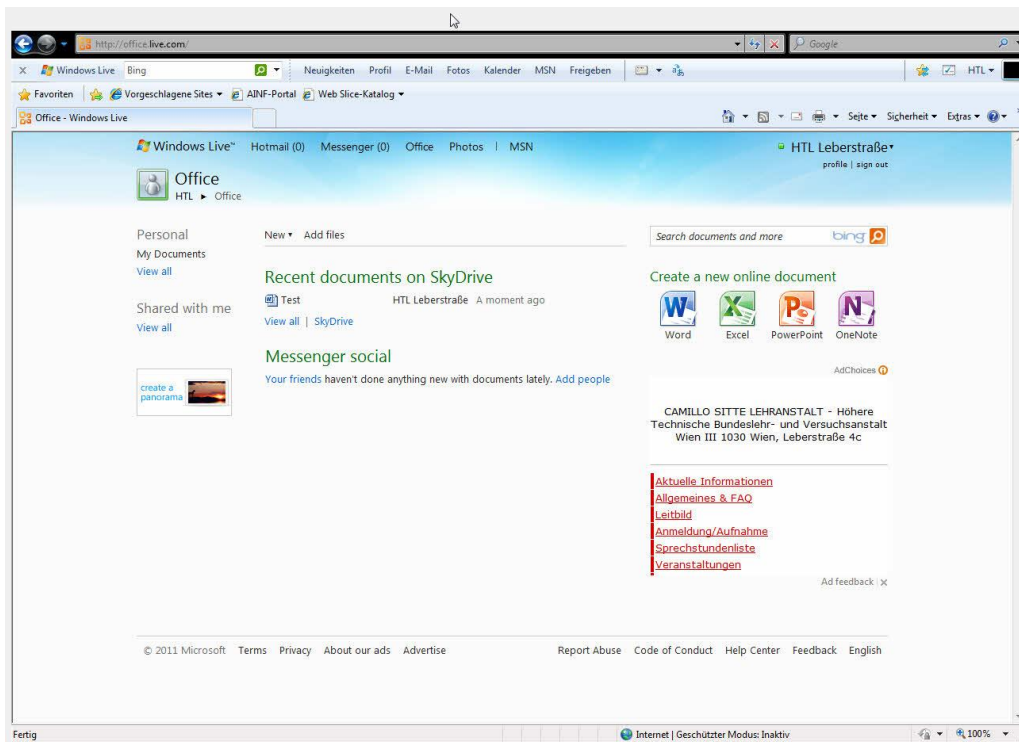 http://office.live.com/
Google
Windows Live Bing Neuigkeiten Profil E-Mail Fotos Kalender MSN Freigeben HTL
Favoriten Vorgeschlagene Sites AINF-Portal Web Slice-Katalog
Office - Windows Live Seite Sicherheit Extras
Windows Live™ Hotmail (0) Messenger (0) Office Photos | MSN HTL Leberstraße
profile | sign out
Office
HTL ► Office
Personal
My Documents
View all
Shared with me
View all
create a
panorama
New Add files
Recent documents on SkyDrive
Test HTL Leberstraße A moment ago
View all | SkyDrive
Messenger social
Your friends haven't done anything new with documents lately. Add people
Search documents and more bing
Create a new online document
Word Excel PowerPoint OneNote
AdChoices
CAMILLO SITTE LEHRANSTALT - Höhere
Technische Bundeslehr- und Versuchsanstalt
Wien III 1030 Wien, Leberstraße 4c
Aktuelle Informationen
Allgemeines & FAQ
Leitbild
Anmeldung/Aufnahme
Sprechstundenliste
Veranstaltungen
Ad feedback
© 2011 Microsoft Terms Privacy About our ads Advertise Report Abuse Code of Conduct Help Center Feedback English
Fertig Internet | Geschützter Modus: Inaktiv 100%